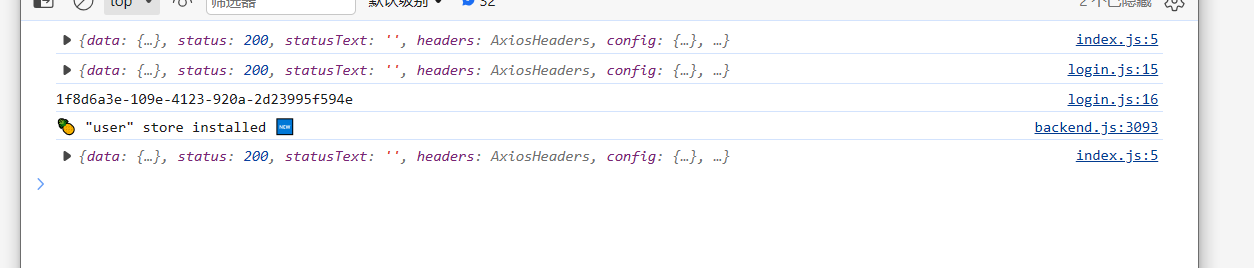 top 筛选器 默认级别 32 2 个已隐藏
{data: {…}, status: 200, statusText: '', headers: AxiosHeaders, config: {…}, …} index.js:5
{data: {…}, status: 200, statusText: '', headers: AxiosHeaders, config: {…}, …} login.js:15
1f8d6a3e-109e-4123-920a-2d23995f594e login.js:16
🍍 "user" store installed 🆕 backend.js:3093
{data: {…}, status: 200, statusText: '', headers: AxiosHeaders, config: {…}, …} index.js:5